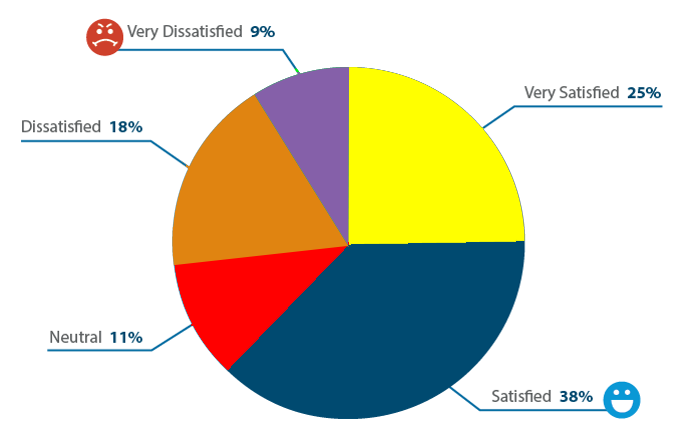 Very Dissatisfied 9%
Very Satisfied 25%
Dissatisfied 18%
Neutral 11%
Satisfied 38%